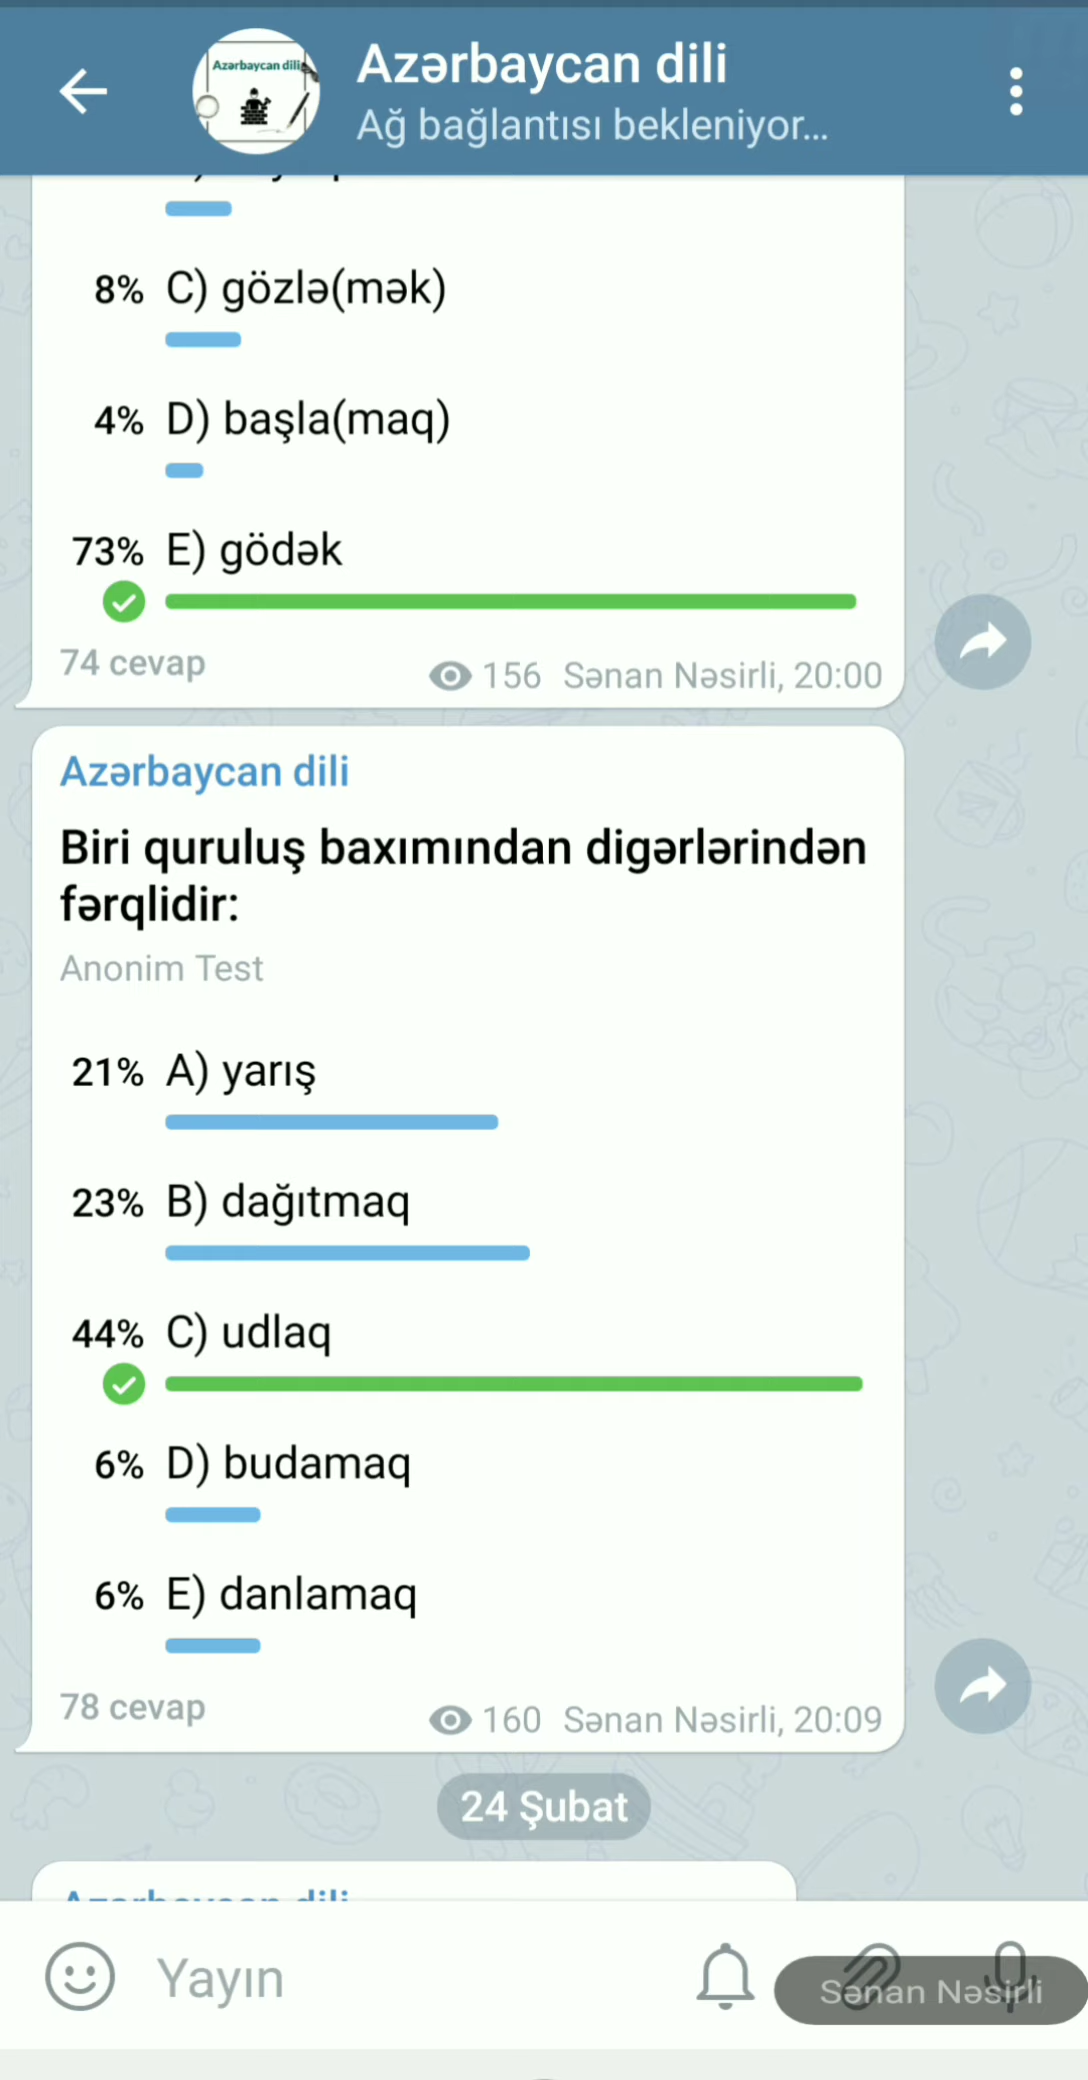 Azərbaycan dili
Azərbaycan dili
Ağ bağlantısı bekleniyor...
8% C) gözlə(mək)
4% D) başla(maq)
73% E) gödək
74 cevap
156 Sənan Nəsirli, 20:00
Azərbaycan dili
Biri quruluş baxımından digərlərindən
fərqlidir:
Anonim Test
21% A) yarış
23% B) dağıtmaq
44% C) udlaq
6% D) budamaq
6% E) danlamaq
78 cevap
160 Sənan Nəsirli, 20:09
24 Şubat
Azərbaycan dili
Yayın
Sənan Nəsirli